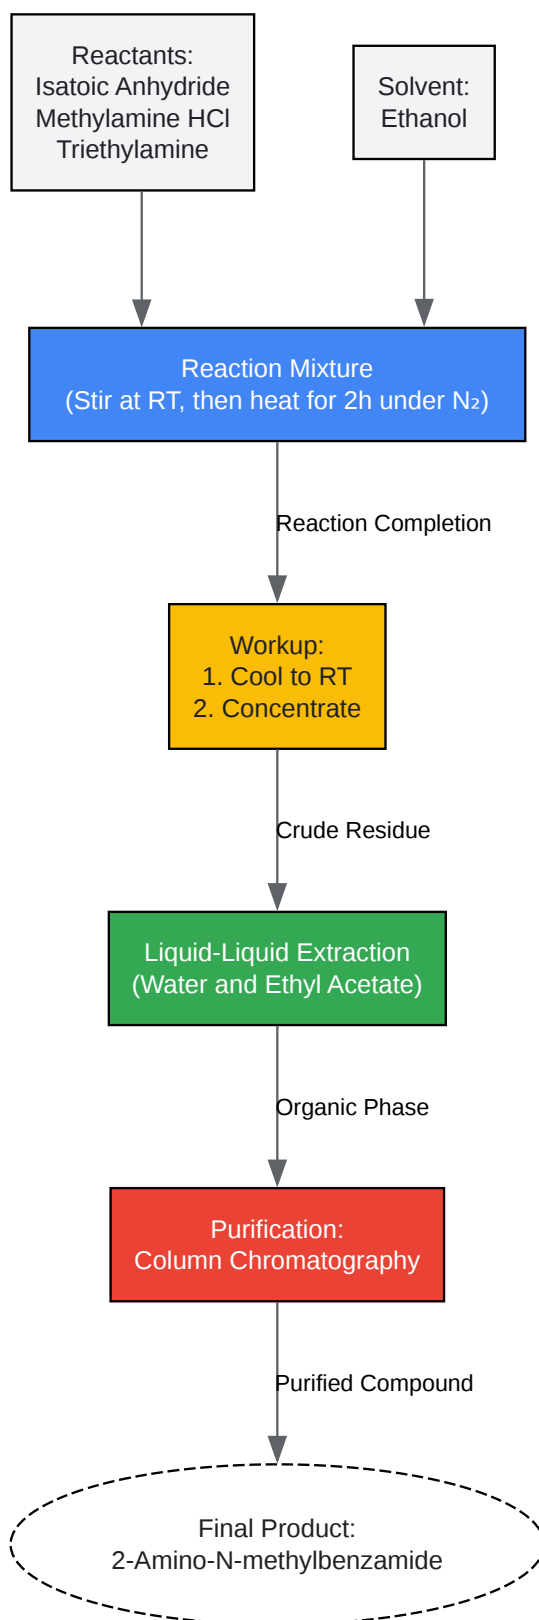 Reactants:
Isatoic Anhydride
Methylamine HCl
Triethylamine
Solvent:
Ethanol
Reaction Mixture
(Stir at RT, then heat for 2h under N₂)
Reaction Completion
Workup:
1. Cool to RT
2. Concentrate
Crude Residue
Liquid-Liquid Extraction
(Water and Ethyl Acetate)
Organic Phase
Purification:
Column Chromatography
Purified Compound
Final Product:
2-Amino-N-methylbenzamide